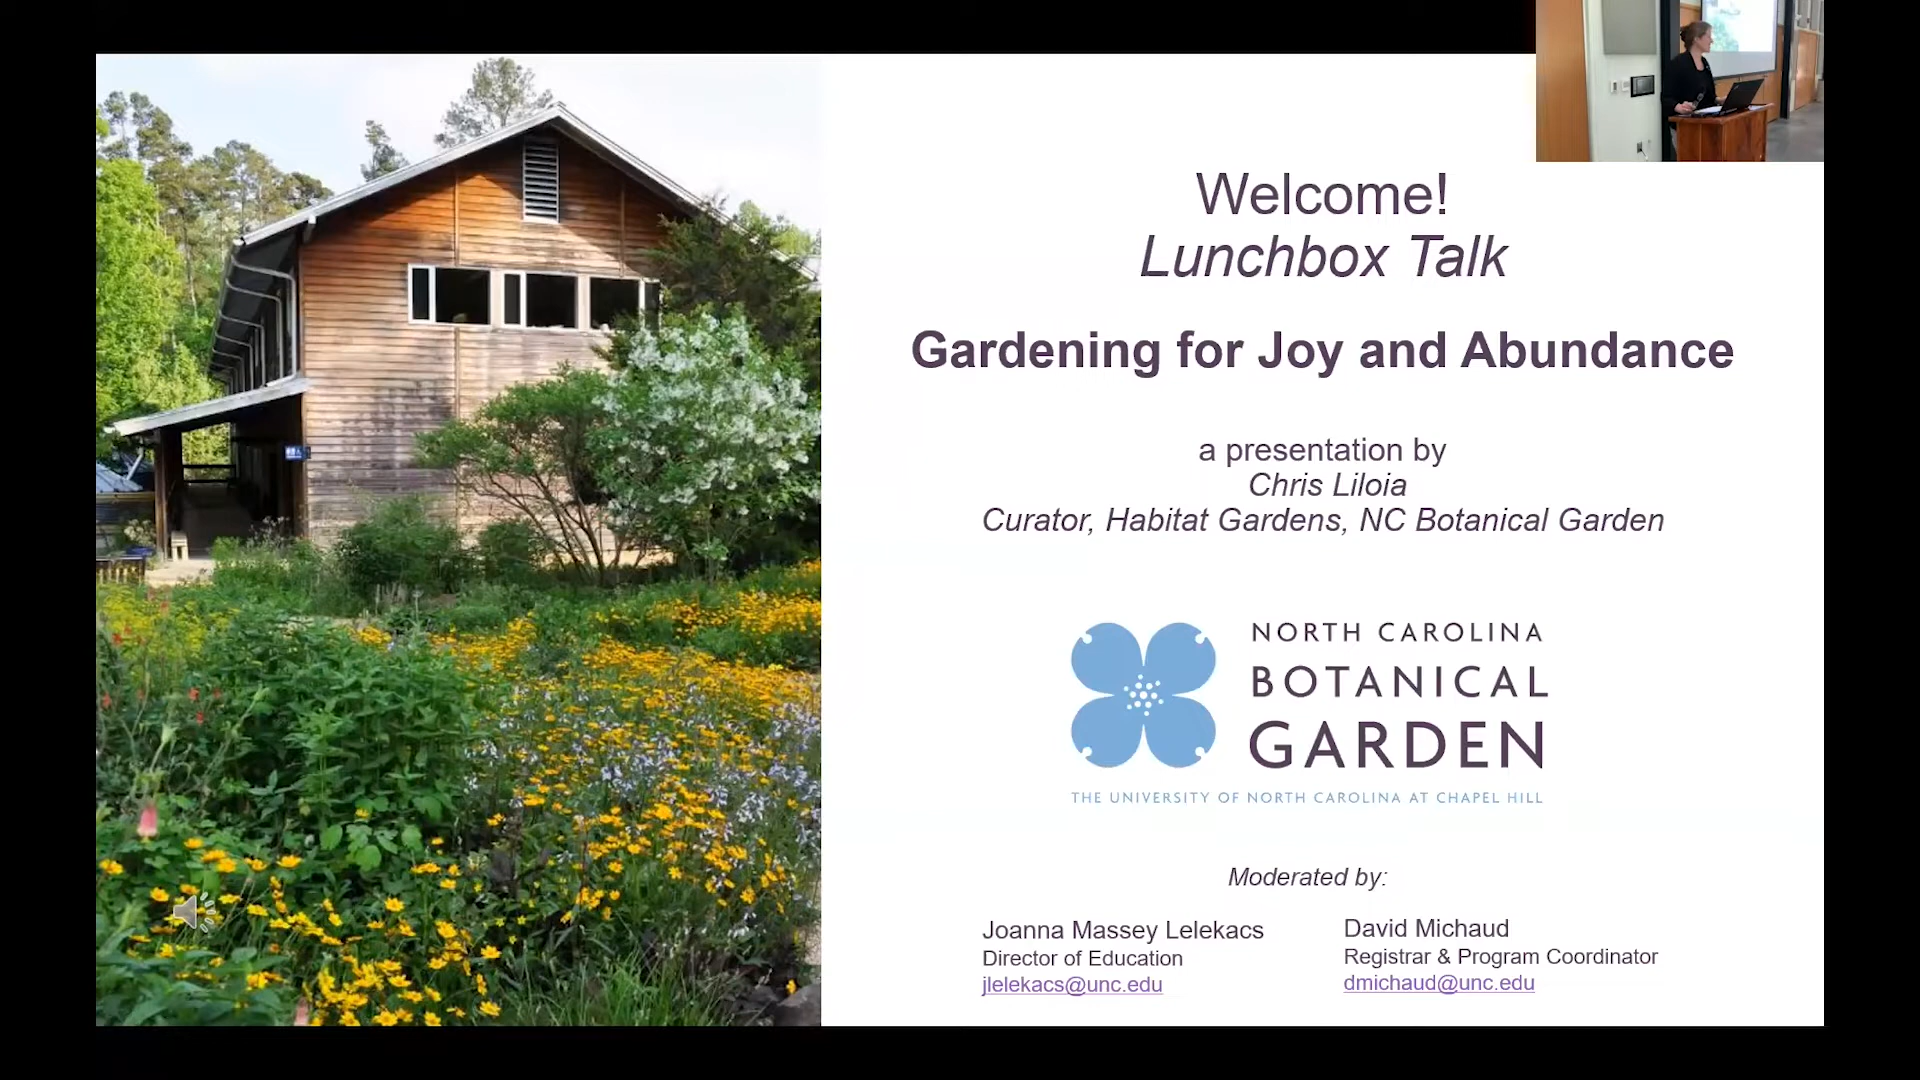 Welcome!
Lunchbox Talk
Gardening for Joy and Abundance
a presentation by
Chris Liloia
Curator, Habitat Gardens, NC Botanical Garden
NORTH CAROLINA
BOTANICAL
GARDEN
THE UNIVERSITY OF NORTH CAROLINA AT CHAPEL HILL
Moderated by:
Joanna Massey Lelekacs
Director of Education
jlelekacs@unc.edu
David Michaud
Registrar & Program Coordinator
dmichaud@unc.edu